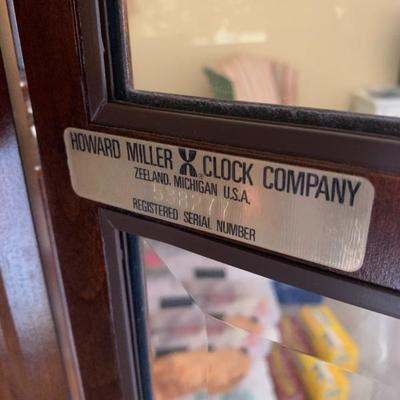 HOWARD MILLER CLOCK COMPANY
ZEELAND, MICHIGAN U.S.A.
REGISTERED SERIAL NUMBER